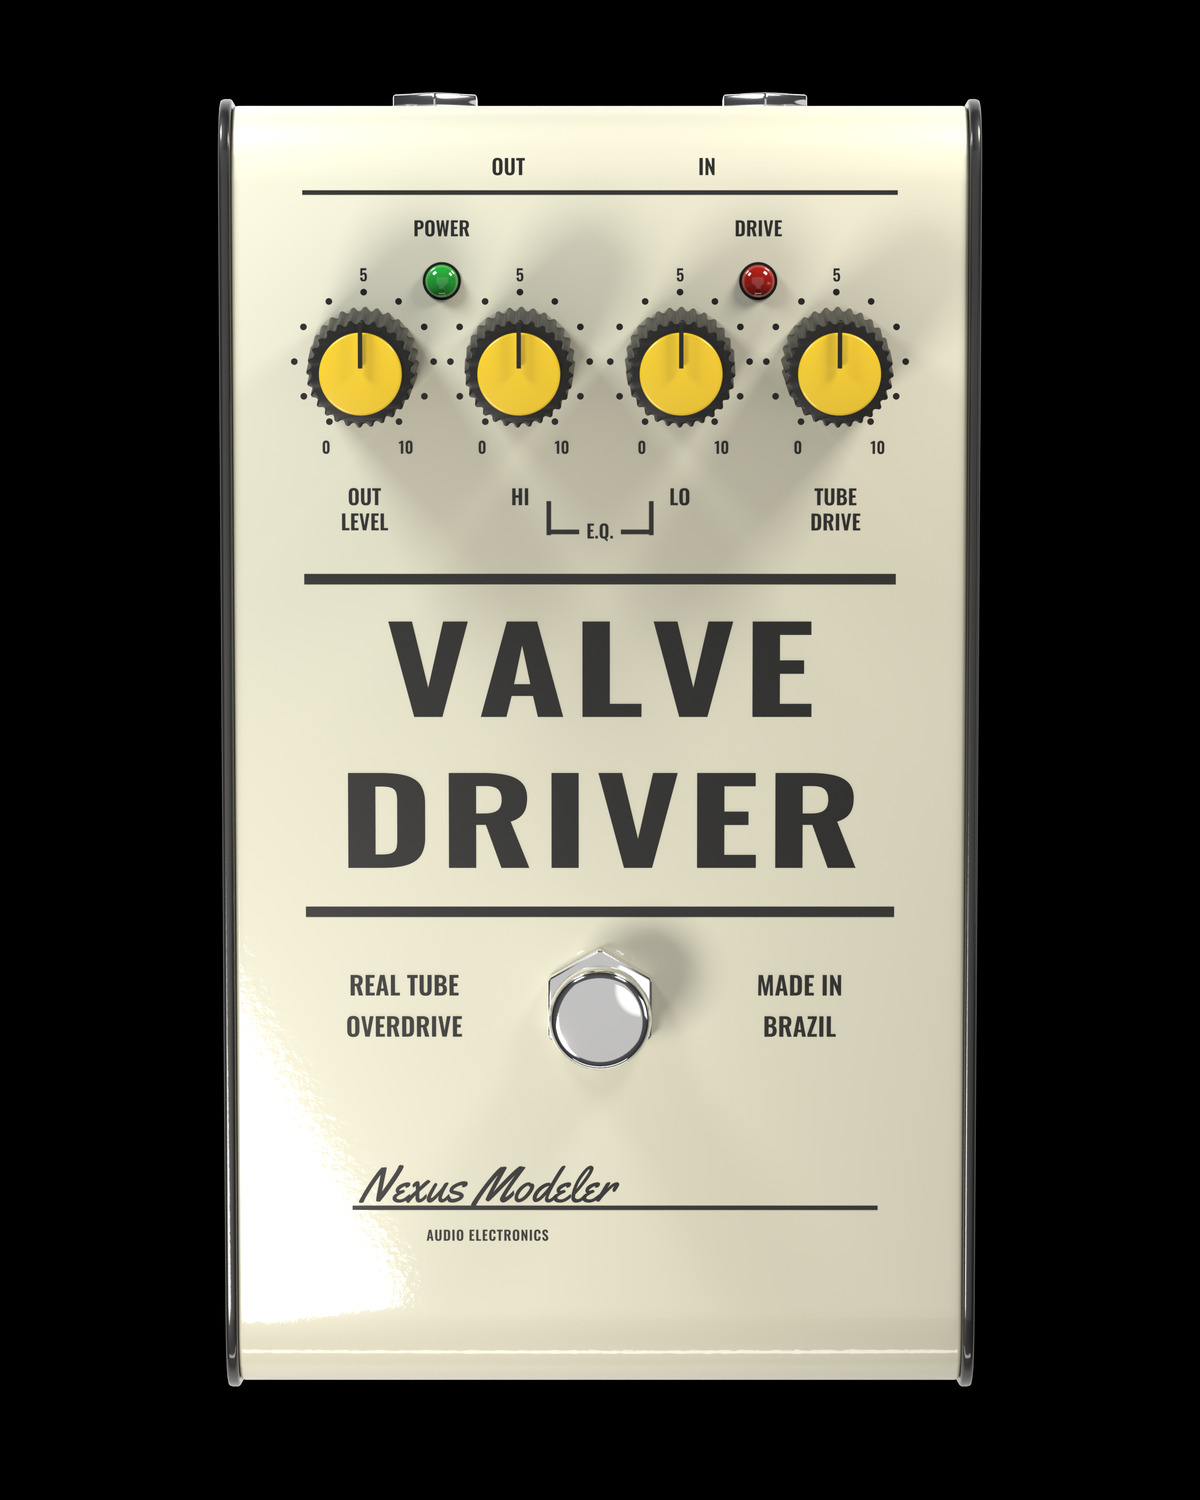 OUT IN
POWER DRIVE
5 5 5 5
0 10 0 10 0 10 0 10
OUT LEVEL
HI LO
E.Q.
TUBE DRIVE
VALVE
DRIVER
REAL TUBE
OVERDRIVE
MADE IN
BRAZIL
Nexus Modeler
AUDIO ELECTRONICS